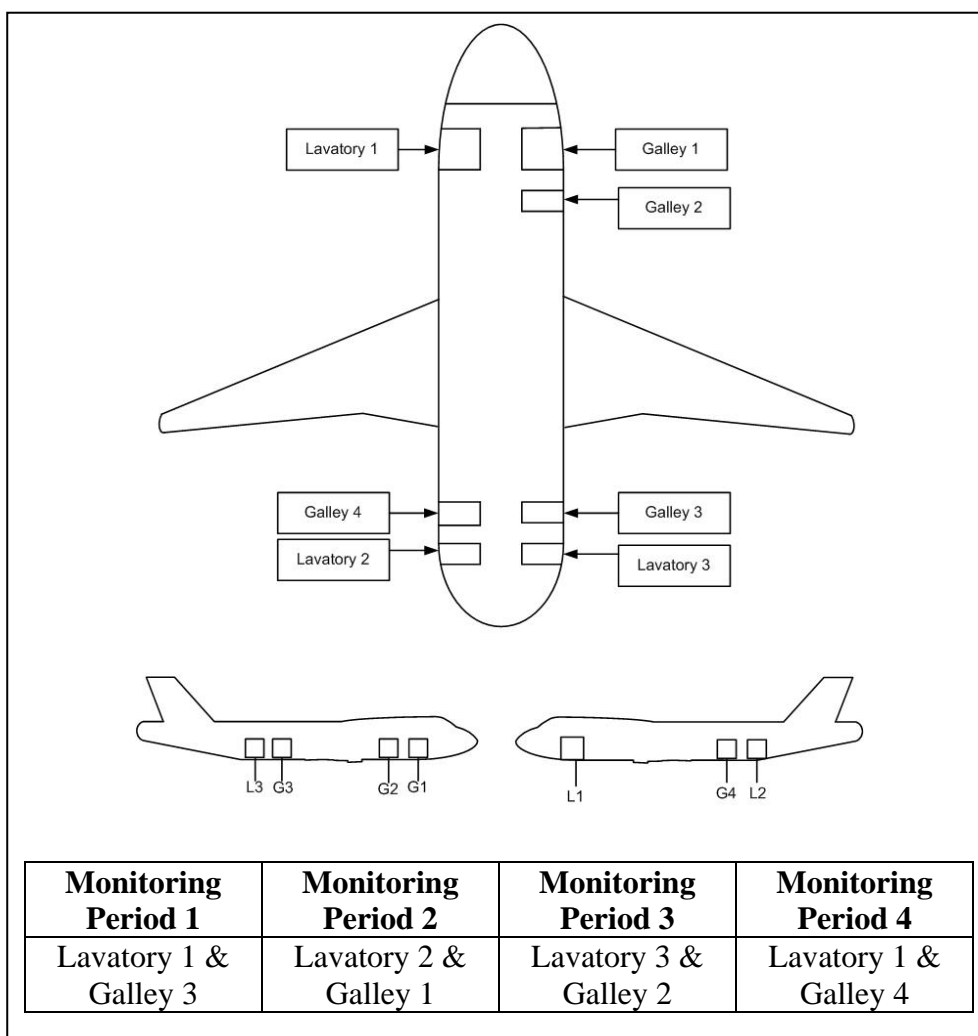 Lavatory 1
Galley 1
Galley 2
Galley 4
Galley 3
Lavatory 2
Lavatory 3
L3 G3 G2 G1
L1 G4 L2
Monitoring Period 1
Monitoring Period 2
Monitoring Period 3
Monitoring Period 4
Lavatory 1 & Galley 3
Lavatory 2 & Galley 1
Lavatory 3 & Galley 2
Lavatory 1 & Galley 4